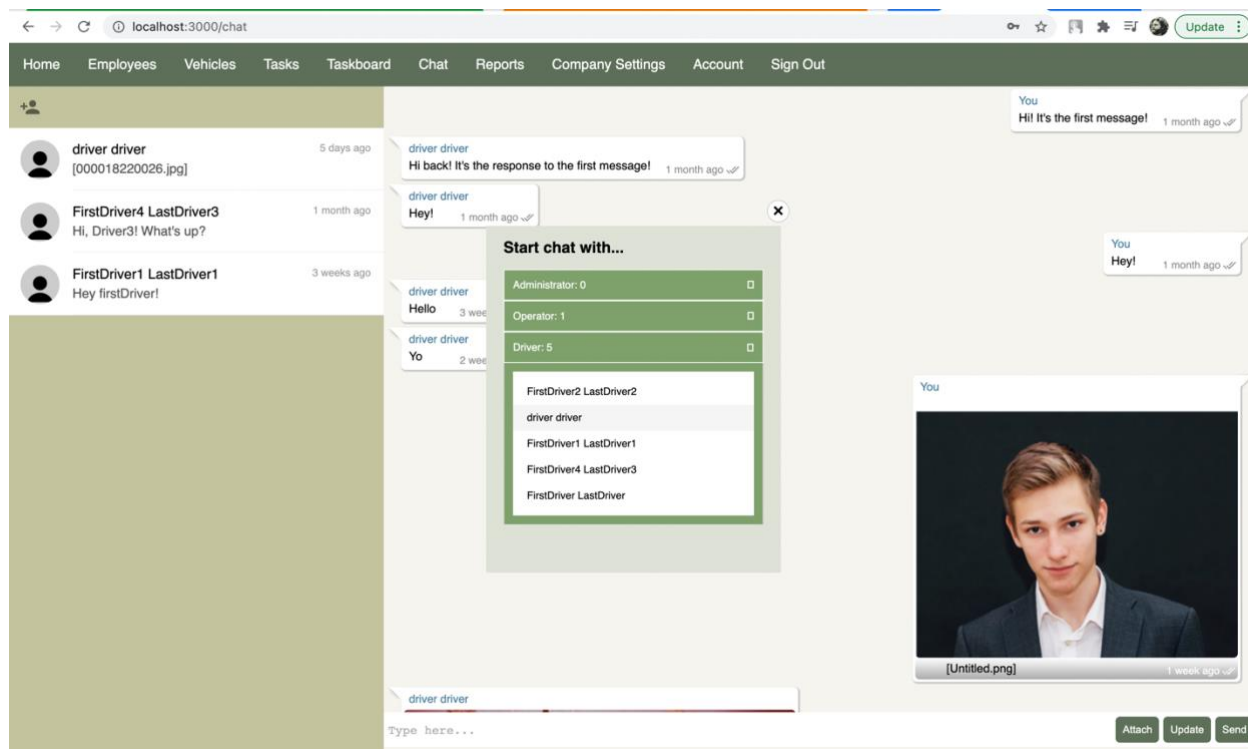 localhost:3000/chat
Update
Home Employees Vehicles Tasks Taskboard Chat Reports Company Settings Account Sign Out
driver driver 5 days ago
[000018220026.jpg]
FirstDriver4 LastDriver3 1 month ago
Hi, Driver3! What's up?
FirstDriver1 LastDriver1 3 weeks ago
Hey firstDriver!
You
Hi! It's the first message! 1 month ago
driver driver
Hi back! It's the response to the first message! 1 month ago
driver driver
Hey! 1 month ago
You
Hey! 1 month ago
driver driver
Hello 3 wee
driver driver
Yo 2 wee
Start chat with...
Administrator: 0
Operator: 1
Driver: 5
FirstDriver2 LastDriver2
driver driver
FirstDriver1 LastDriver1
FirstDriver4 LastDriver3
FirstDriver LastDriver
You
[Untitled.png] 1 week ago
driver driver
Type here...
Attach Update Send